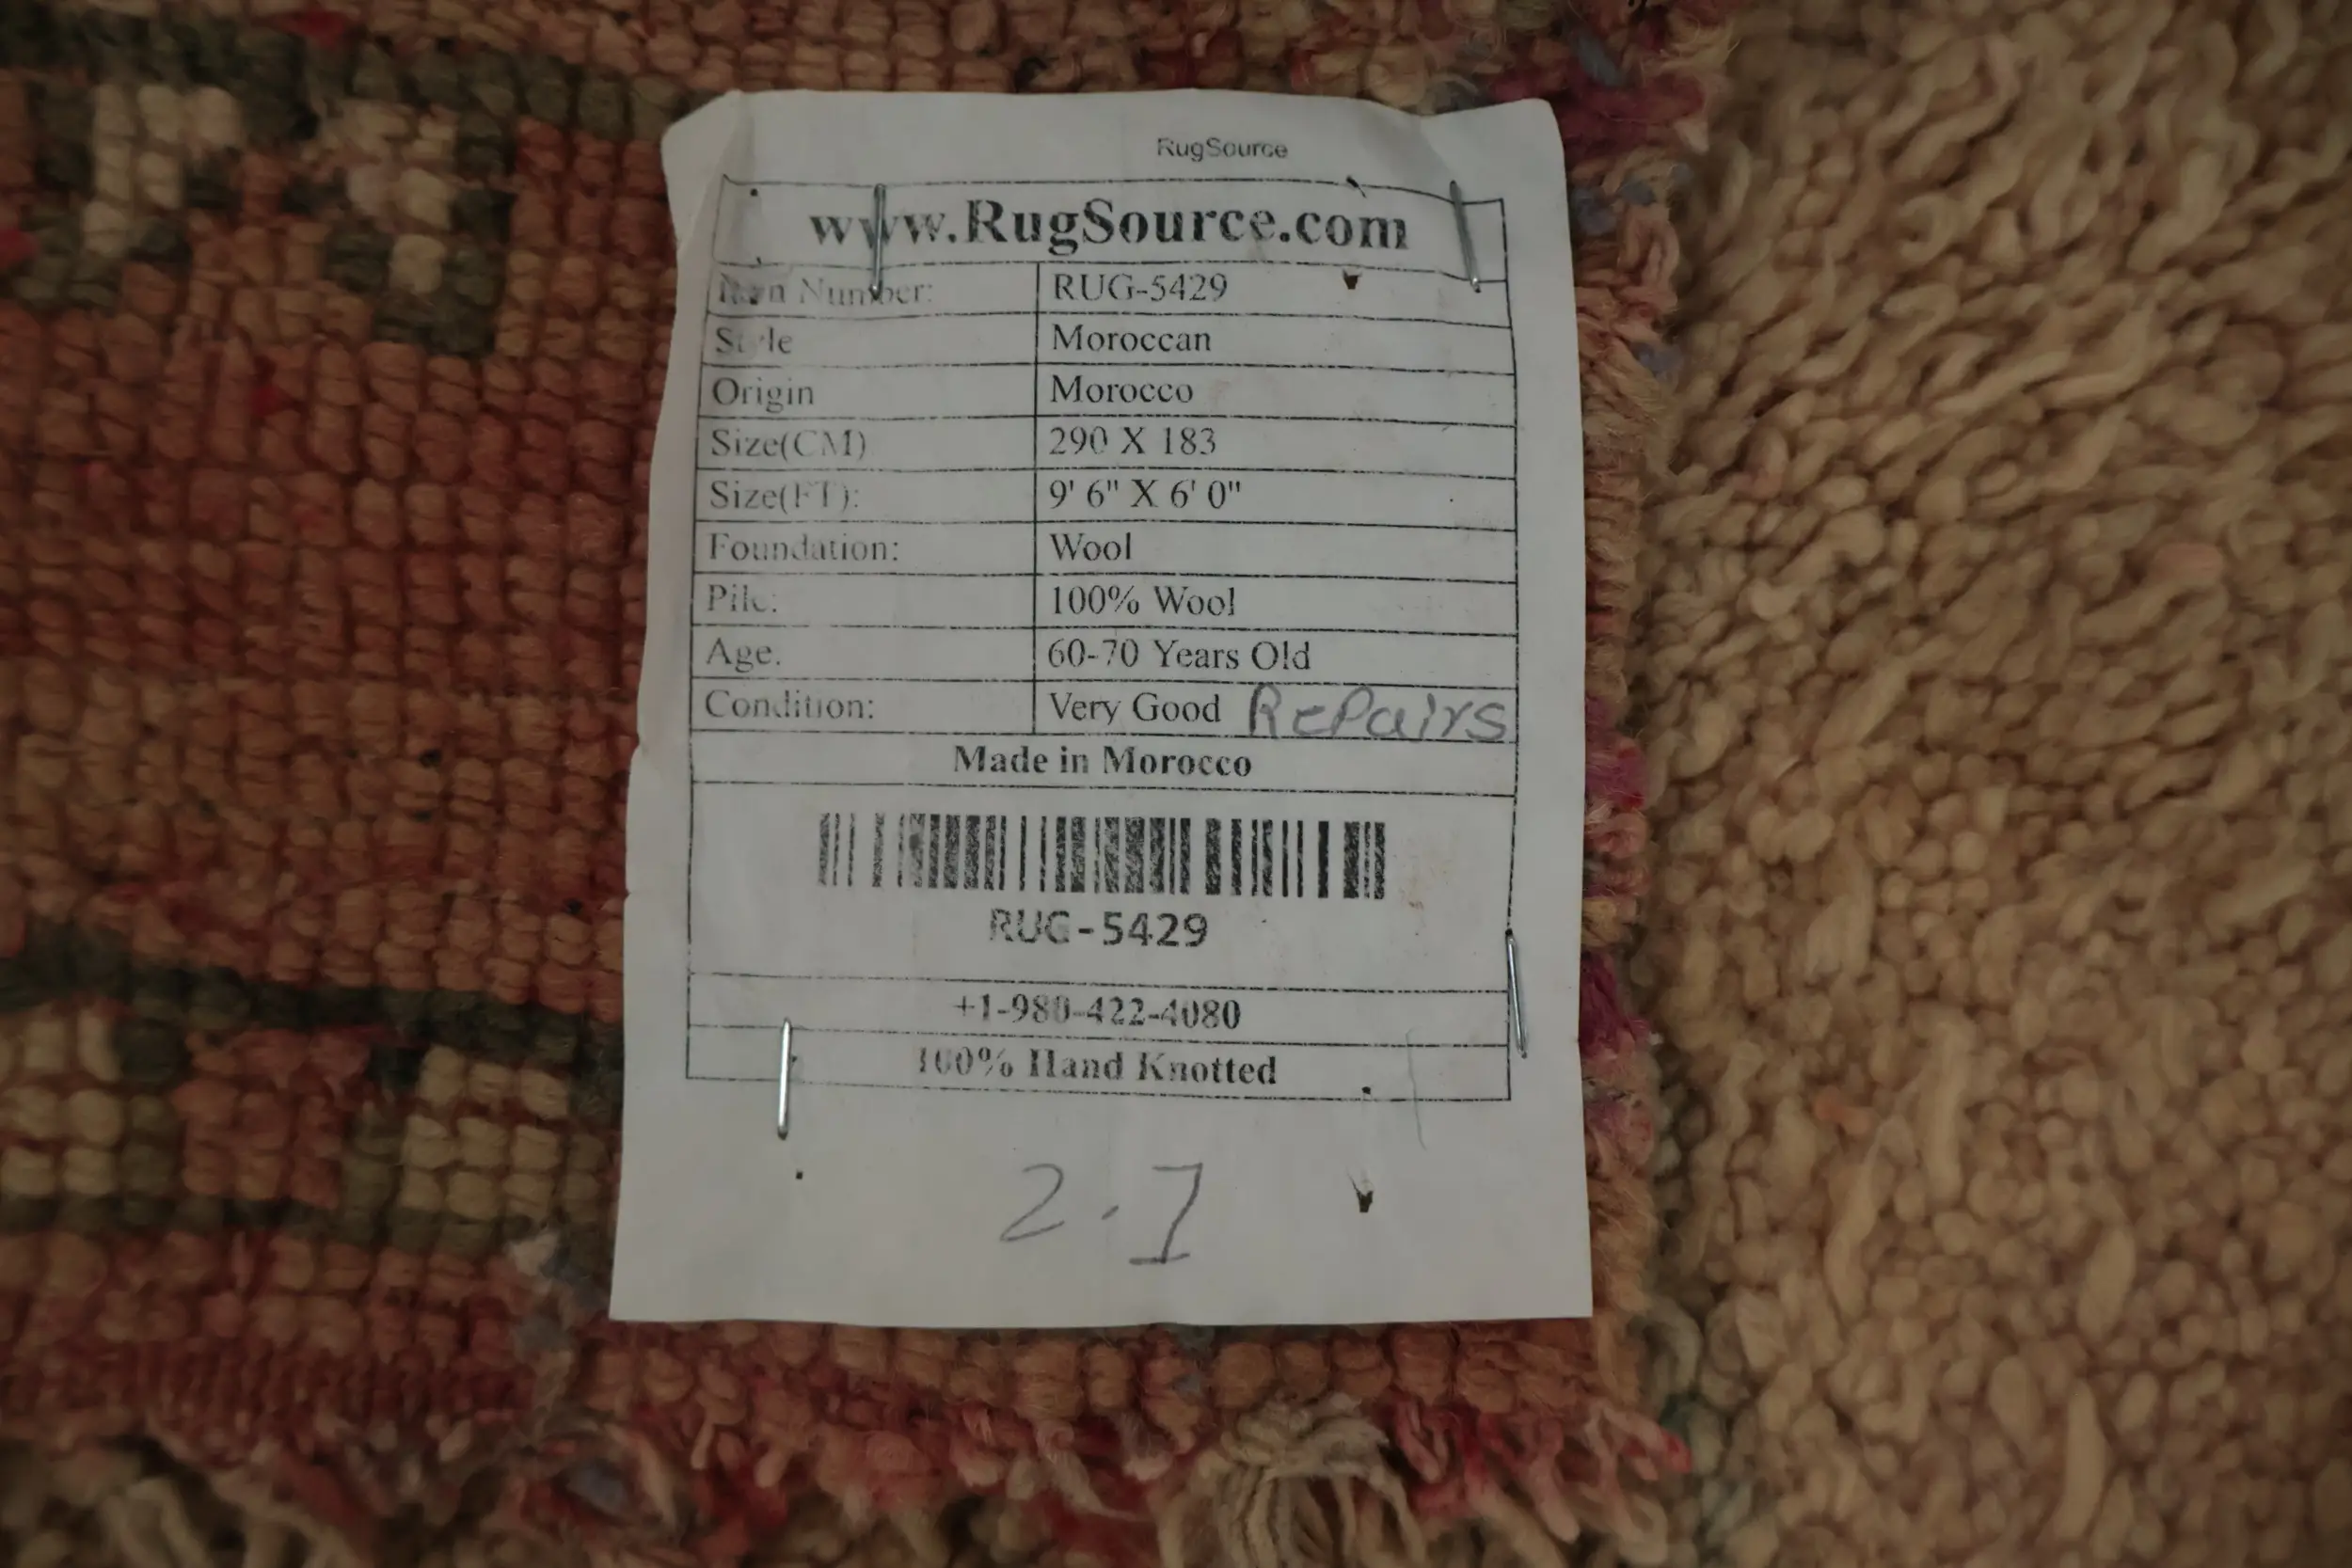 RugSource
www.RugSource.com
Item Number: RUG-5429
Style Moroccan
Origin Morocco
Size(CM) 290 X 183
Size(FT): 9' 6" X 6' 0"
Foundation: Wool
Pile: 100% Wool
Age: 60-70 Years Old
Condition: Very Good Repairs
Made in Morocco
RUG-5429
+1-980-422-4080
100% Hand Knotted
2.I